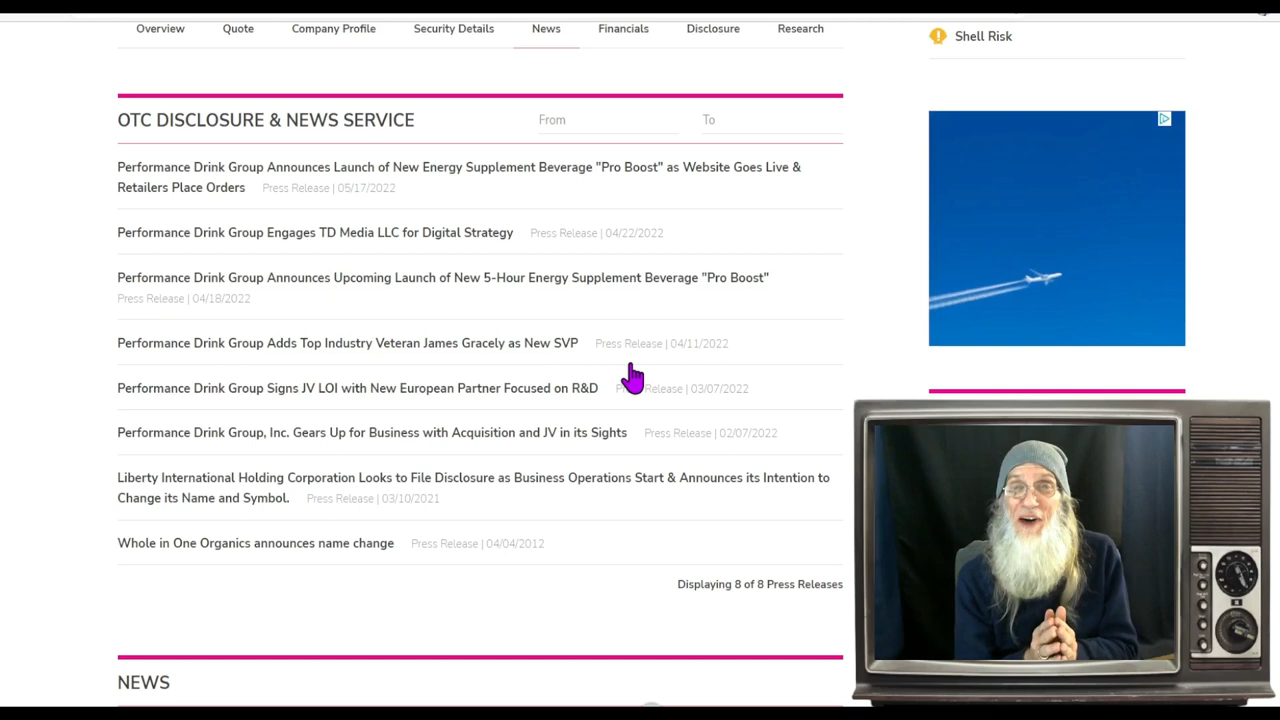 Overview Quote Company Profile Security Details News Financials Disclosure Research
Shell Risk
OTC DISCLOSURE & NEWS SERVICE From To
Performance Drink Group Announces Launch of New Energy Supplement Beverage "Pro Boost" as Website Goes Live &
Retailers Place Orders Press Release | 05/17/2022
Performance Drink Group Engages TD Media LLC for Digital Strategy Press Release | 04/22/2022
Performance Drink Group Announces Upcoming Launch of New 5-Hour Energy Supplement Beverage "Pro Boost"
Press Release | 04/18/2022
Performance Drink Group Adds Top Industry Veteran James Gracely as New SVP Press Release | 04/11/2022
Performance Drink Group Signs JV LOI with New European Partner Focused on R&D Release | 03/07/2022
Performance Drink Group, Inc. Gears Up for Business with Acquisition and JV in its Sights Press Release | 02/07/2022
Liberty International Holding Corporation Looks to File Disclosure as Business Operations Start & Announces its Intention to
Change its Name and Symbol. Press Release | 03/10/2021
Whole in One Organics announces name change Press Release | 04/04/2012
Displaying 8 of 8 Press Releases
NEWS